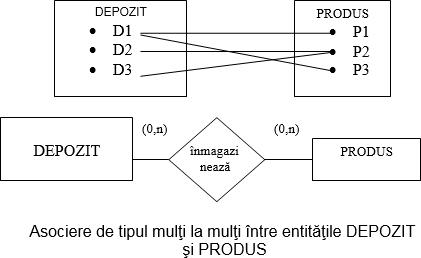 DEPOZIT
PRODUS
• D1
• P1
• D2
• P2
• D3
• P3
(0,n)
(0,n)
DEPOZIT
înmagazi
nează
PRODUS
Asociere de tipul mulţi la mulţi între entităţile DEPOZIT
şi PRODUS